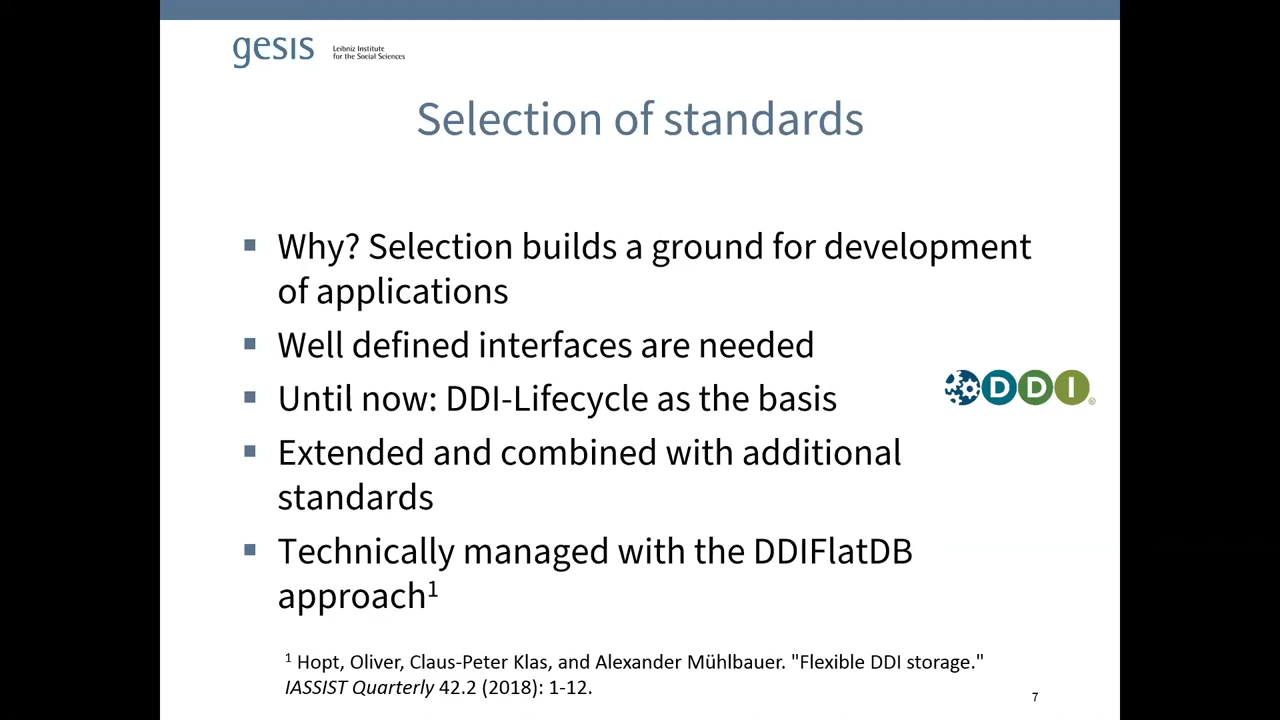 gesis
Leibniz Institute
for the Social Sciences
Selection of standards
▪ Why? Selection builds a ground for development
of applications
▪ Well defined interfaces are needed
▪ Until now: DDI-Lifecycle as the basis
DDI®
▪ Extended and combined with additional
standards
▪ Technically managed with the DDIFlatDB
approach¹
¹ Hopt, Oliver, Claus-Peter Klas, and Alexander Mühlbauer. "Flexible DDI storage."
IASSIST Quarterly 42.2 (2018): 1-12.
7